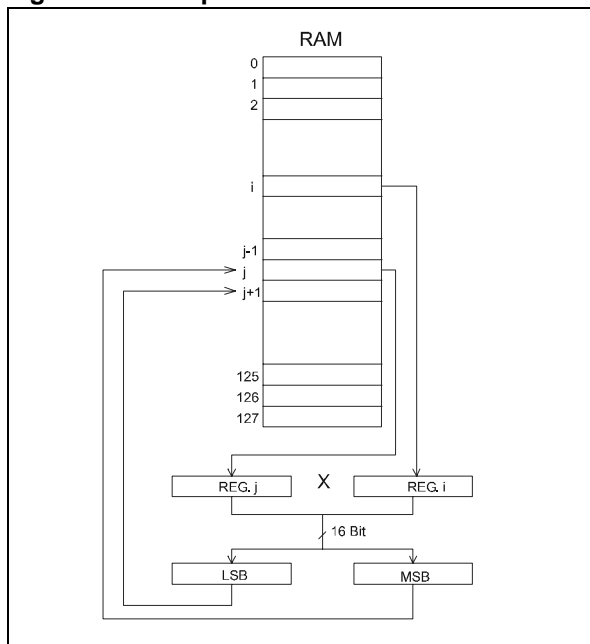 RAM
0
1
2
i
j-1
j
j+1
125
126
127
REG. j
X
REG. i
16 Bit
LSB
MSB